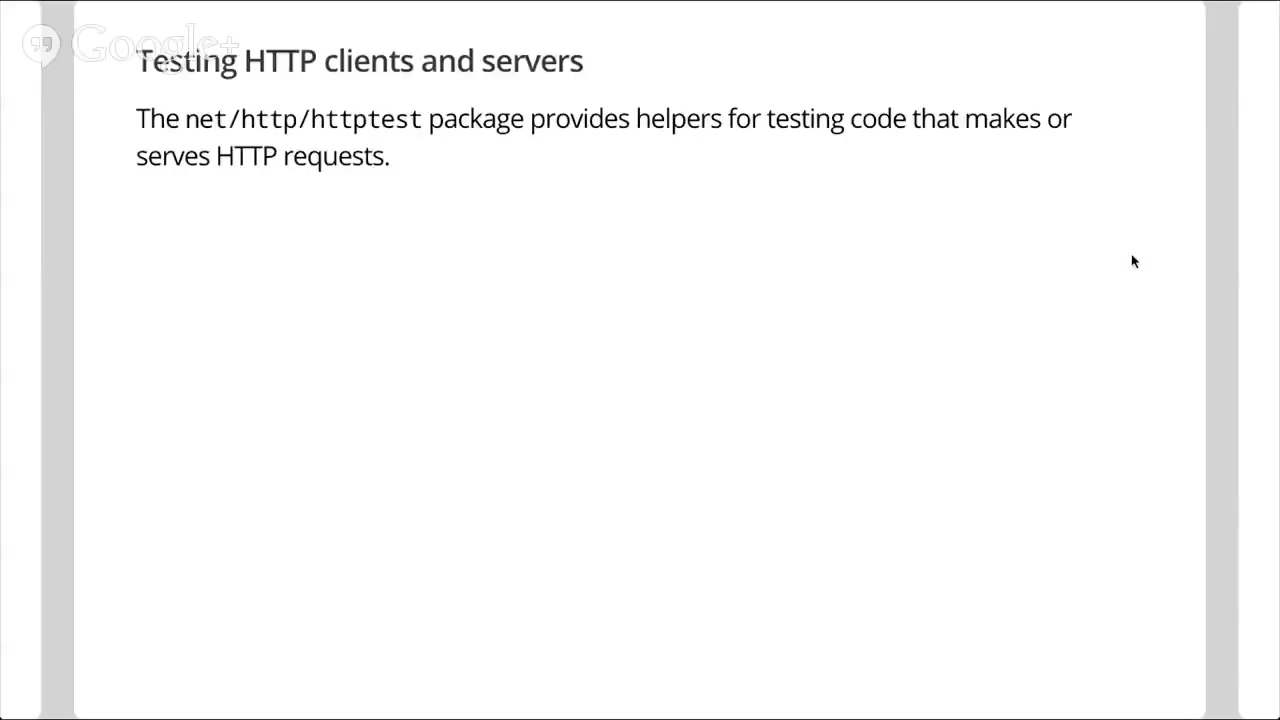 Google+
Testing HTTP clients and servers
The net/http/httptest package provides helpers for testing code that makes or
serves HTTP requests.